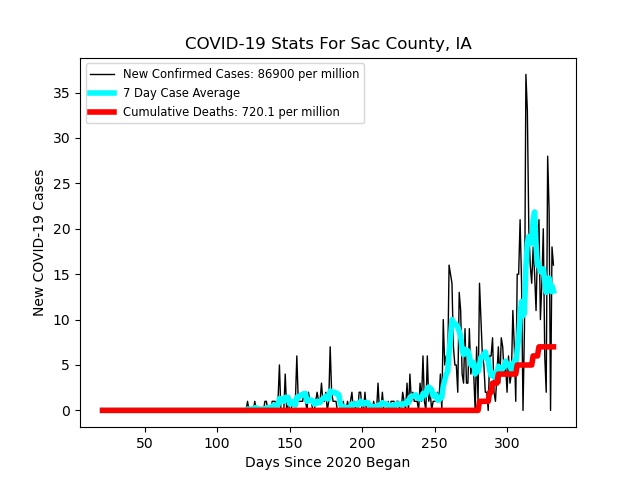 COVID-19 Stats For Sac County, IA
New Confirmed Cases: 86900 per million
7 Day Case Average
Cumulative Deaths: 720.1 per million
New COVID-19 Cases
35
30
25
20
15
10
5
0
50 100 150 200 250 300
Days Since 2020 Began